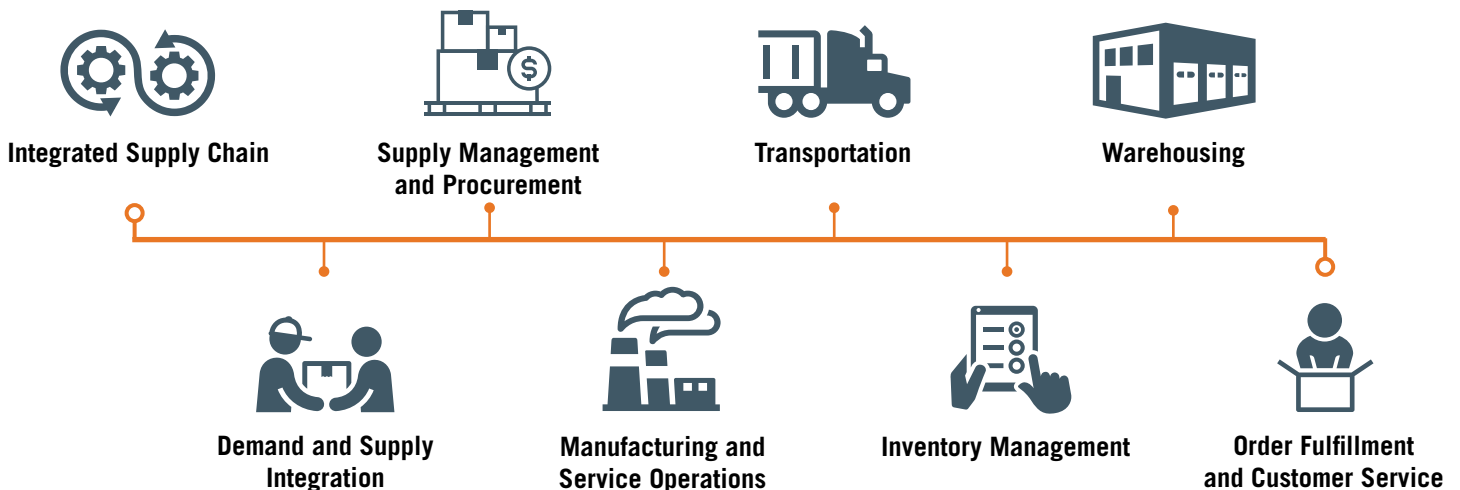 $
Integrated Supply Chain
Supply Management
and Procurement
Transportation
Warehousing
Demand and Supply
Integration
Manufacturing and
Service Operations
Inventory Management
Order Fulfillment
and Customer Service